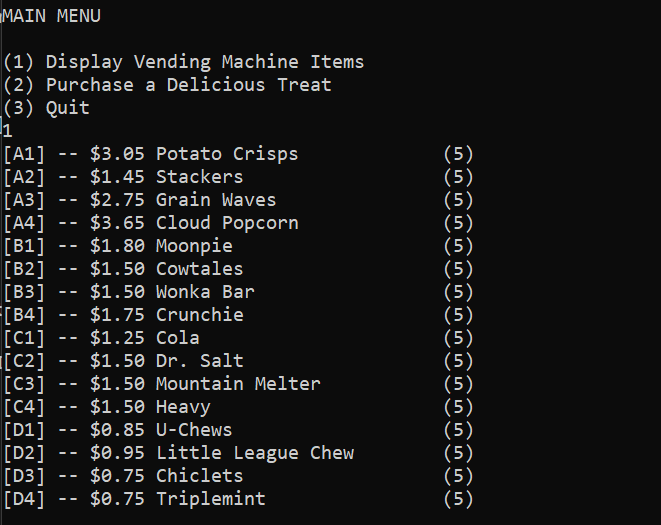 MAIN MENU
(1) Display Vending Machine Items
(2) Purchase a Delicious Treat
(3) Quit
1
[A1] -- $3.05 Potato Crisps (5)
[A2] -- $1.45 Stackers (5)
[A3] -- $2.75 Grain Waves (5)
[A4] -- $3.65 Cloud Popcorn (5)
[B1] -- $1.80 Moonpie (5)
[B2] -- $1.50 Cowtales (5)
[B3] -- $1.50 Wonka Bar (5)
[B4] -- $1.75 Crunchie (5)
[C1] -- $1.25 Cola (5)
[C2] -- $1.50 Dr. Salt (5)
[C3] -- $1.50 Mountain Melter (5)
[C4] -- $1.50 Heavy (5)
[D1] -- $0.85 U-Chews (5)
[D2] -- $0.95 Little League Chew (5)
[D3] -- $0.75 Chiclets (5)
[D4] -- $0.75 Triplemint (5)